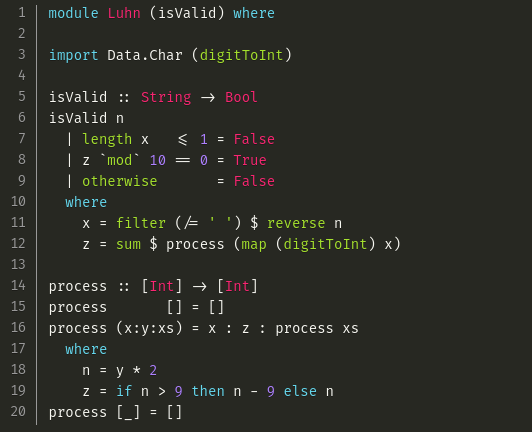 1 module Luhn (isValid) where
2
3 import Data.Char (digitToInt)
4
5 isValid :: String -> Bool
6 isValid n
7   | length x   <= 1 = False
8   | z `mod` 10 == 0 = True
9   | otherwise       = False
10   where
11     x = filter (/= ' ') $ reverse n
12     z = sum $ process (map (digitToInt) x)
13
14 process :: [Int] -> [Int]
15 process       [] = []
16 process (x:y:xs) = x : z : process xs
17   where
18     n = y * 2
19     z = if n > 9 then n - 9 else n
20 process [_] = []